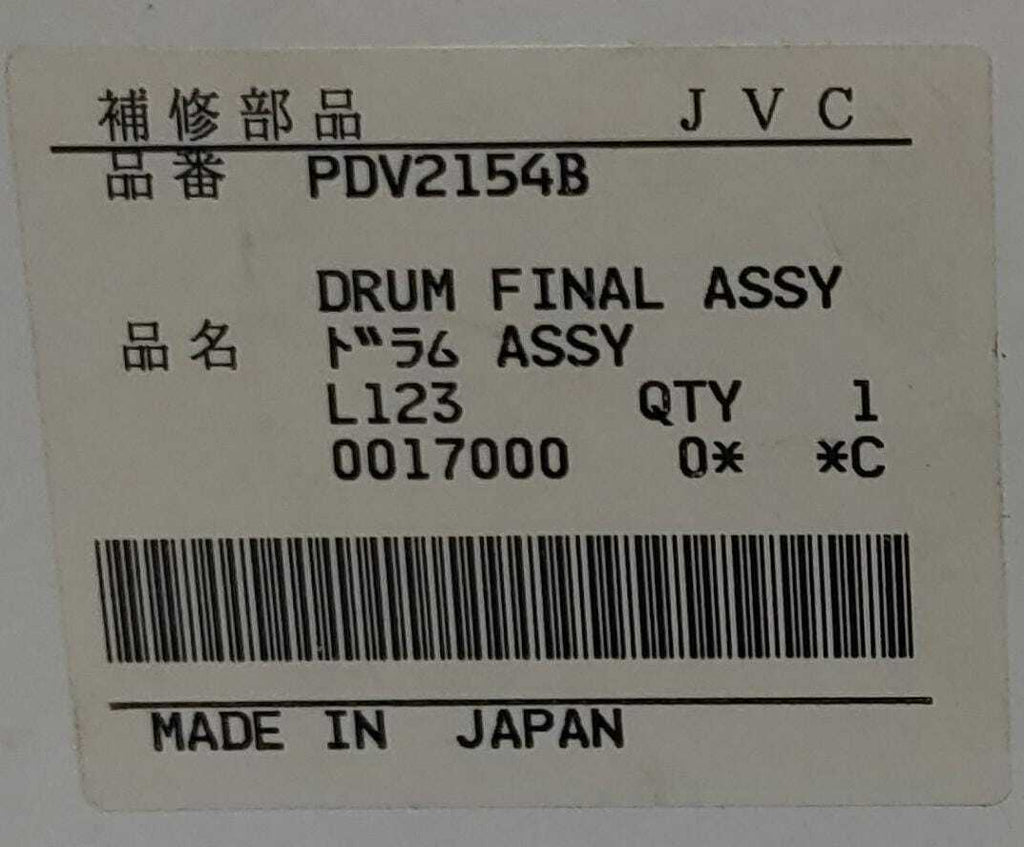 補修部品 JVC
品番 PDV2154B
DRUM FINAL ASSY
品名 ドラム ASSY
L123 QTY 1
0017000 0* *C
MADE IN JAPAN